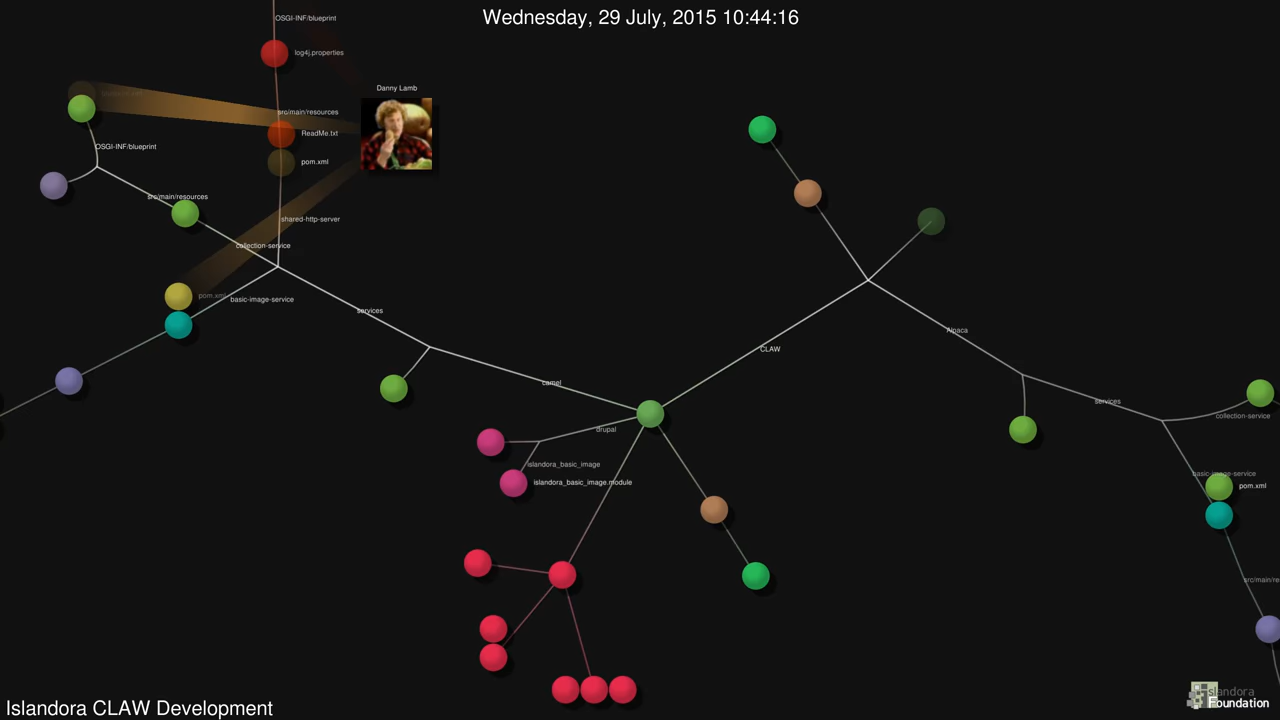 OSGI-INF/blueprint
Wednesday, 29 July, 2015 10:44:16
log4j.properties
Danny Lamb
src/main/resources
ReadMe.txt
OSGI-INF/blueprint
pom.xml
src/main/resources
shared-http-server
collection-service
pom.xml
basic-image-service
services
Alpaca
CLAW
camel
services
collection-service
drupal
islandora_basic_image
basic-image-service
islandora_basic_image.module
pom.xml
src/main/re
Islandora CLAW Development
Islandora
Foundation